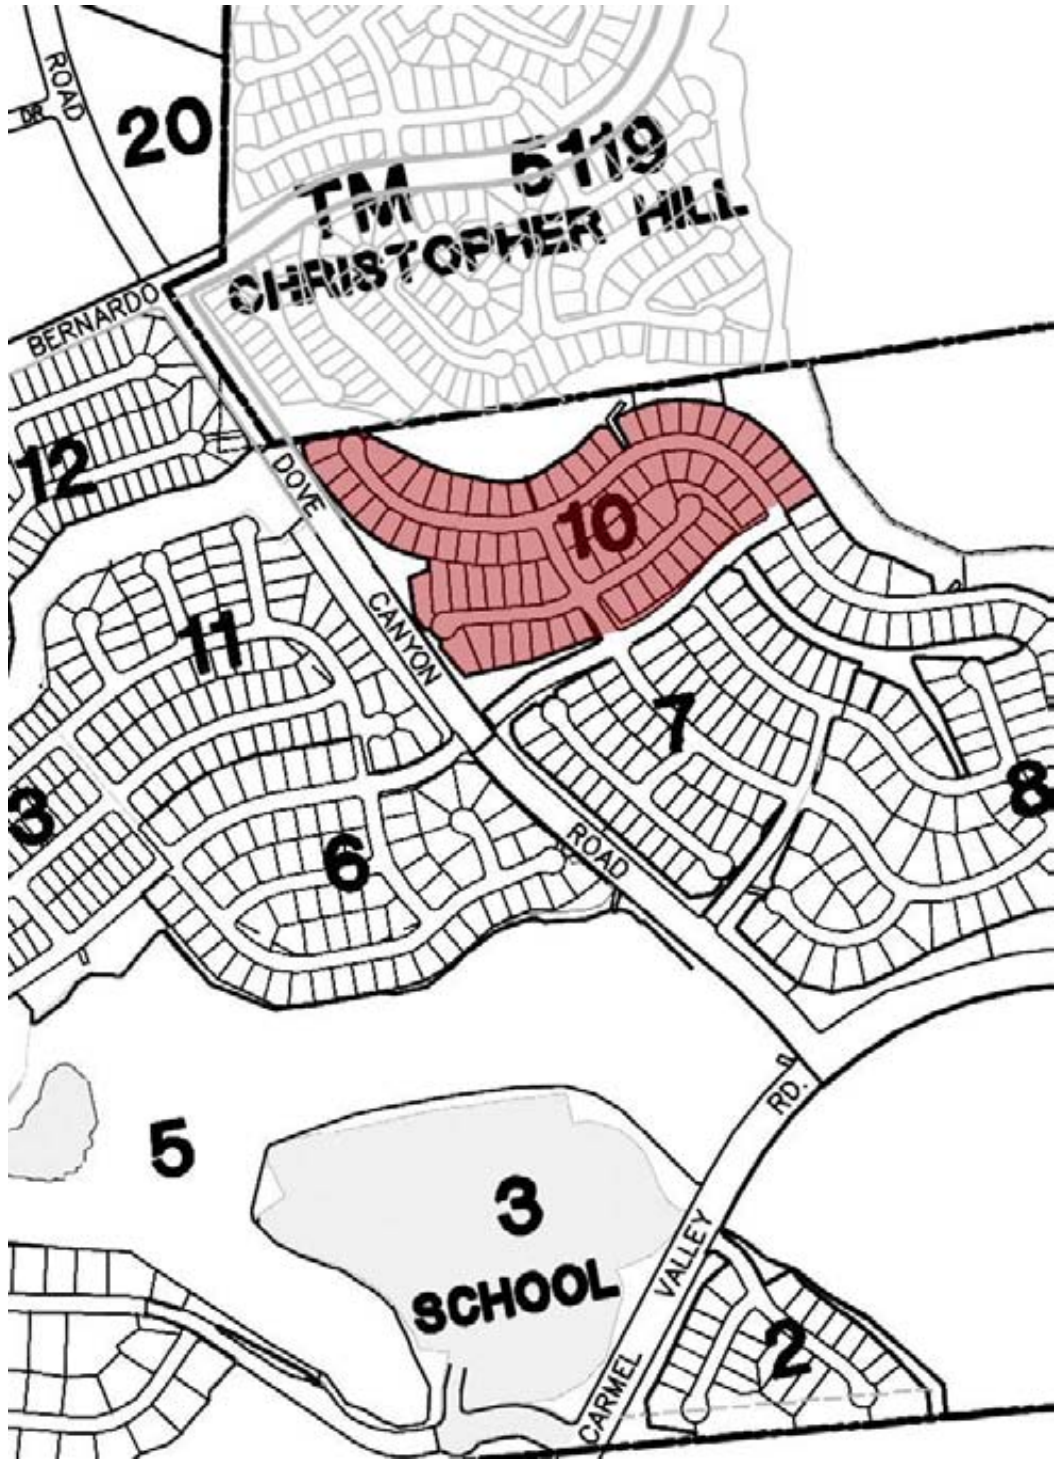 ROAD
DR
20
TM 5119
CHRISTOPHER HILL
BERNARDO
12
DOVE
10
CANYON
11
7
3
8
6
ROAD
RD.
5
3
SCHOOL
VALLEY
2
CARMEL